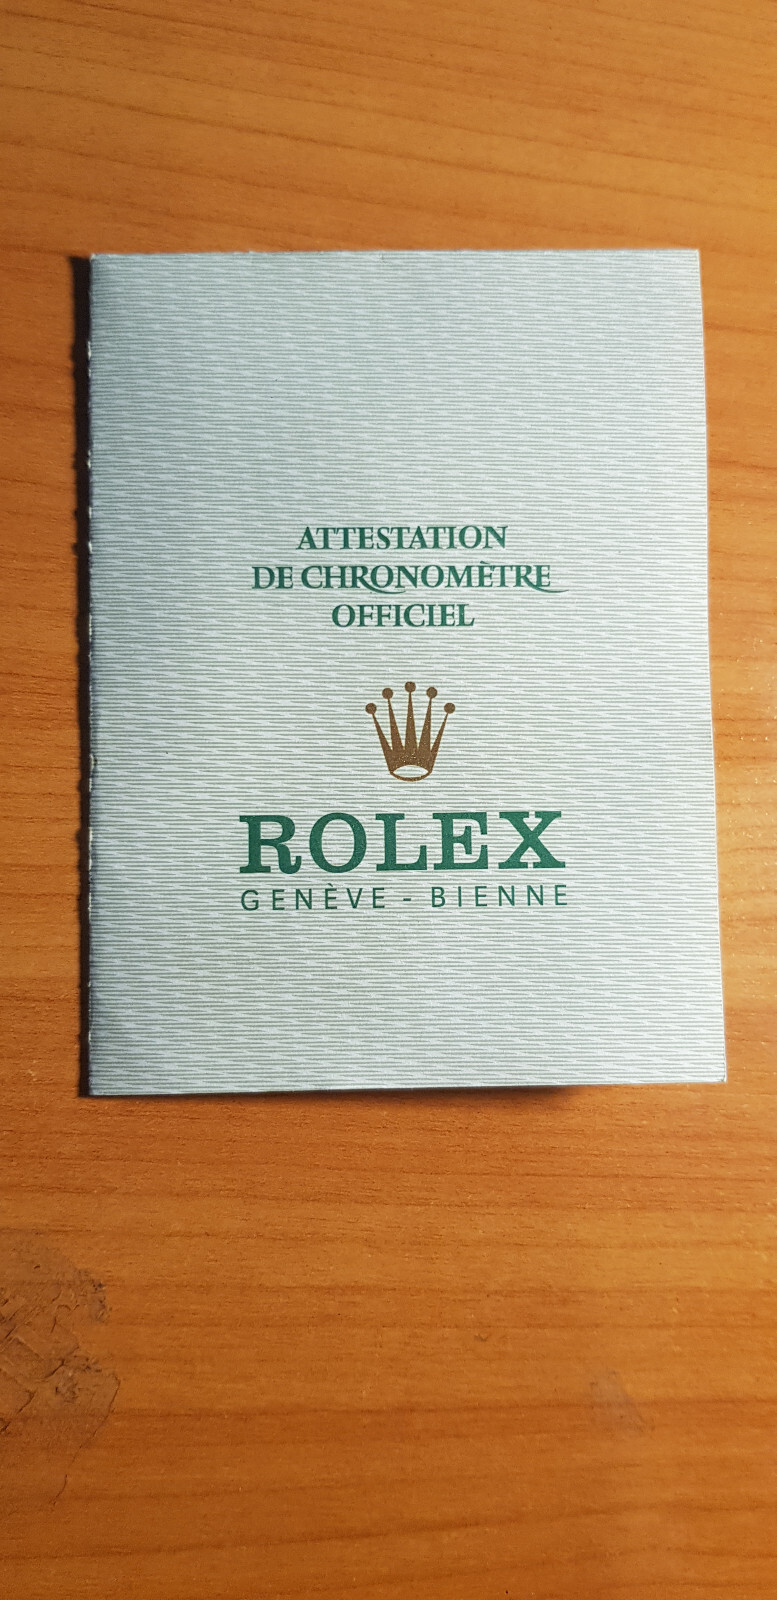 ATTESTATION
DE CHRONOMÈTRE
OFFICIEL
ROLEX
GENÈVE - BIENNE